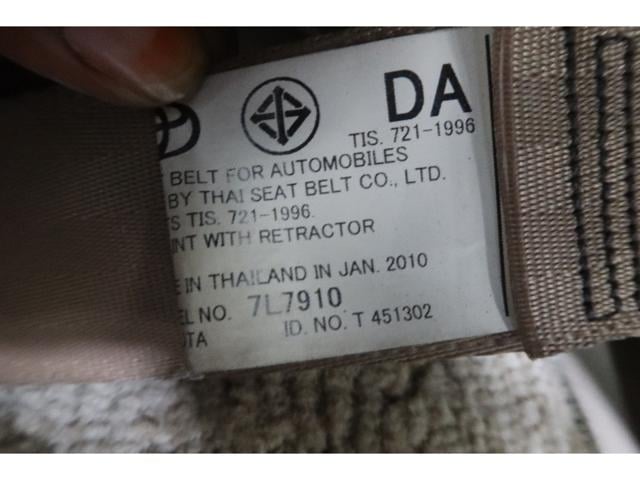 DA
TIS. 721-1996
BELT FOR AUTOMOBILES
BY THAI SEAT BELT CO., LTD.
TIS. 721-1996.
WITH RETRACTOR
IN THAILAND IN JAN. 2010
NO. 7L7910
ID. NO. T 451302